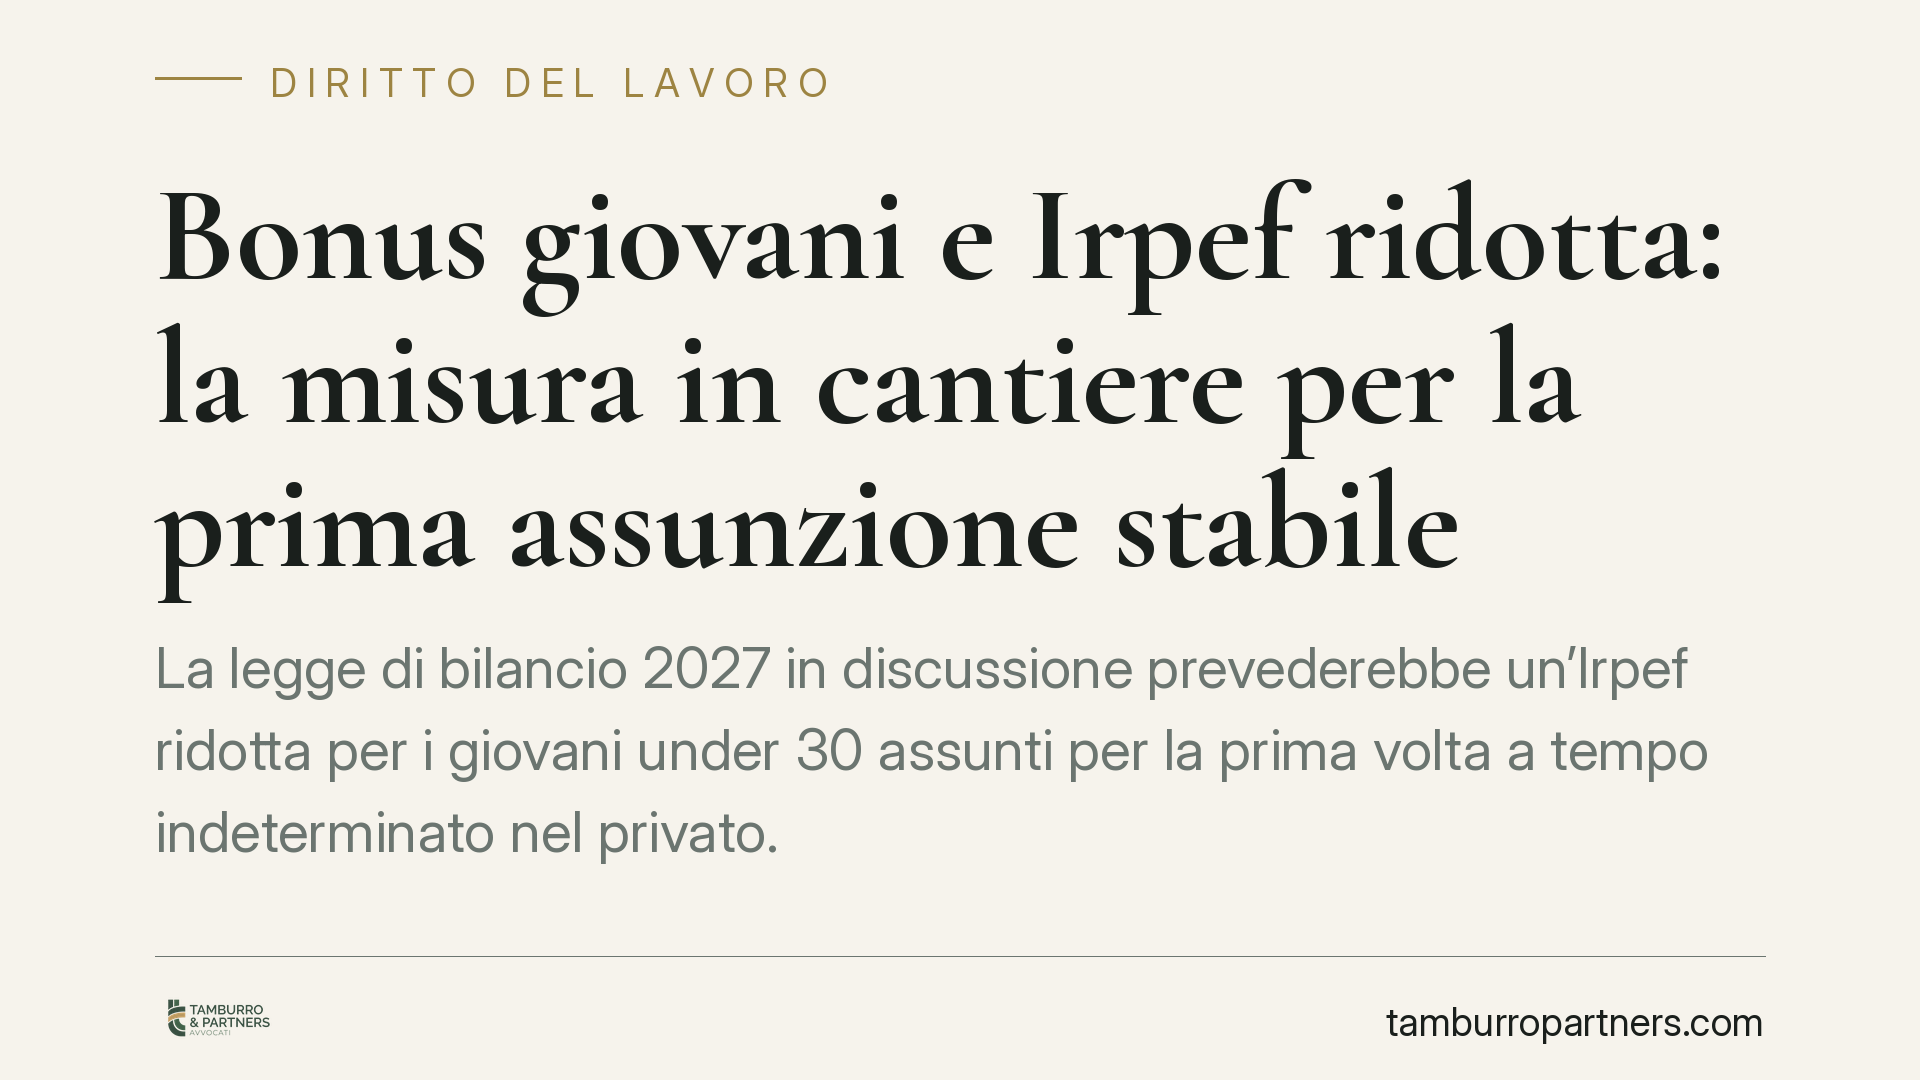 DIRITTO DEL LAVORO
Bonus giovani e Irpef ridotta:
la misura in cantiere per la
prima assunzione stabile
La legge di bilancio 2027 in discussione prevederebbe un’Irpef
ridotta per i giovani under 30 assunti per la prima volta a tempo
indeterminato nel privato.
TAMBURRO
& PARTNERS
AVVOCATI
tamburropartners.com